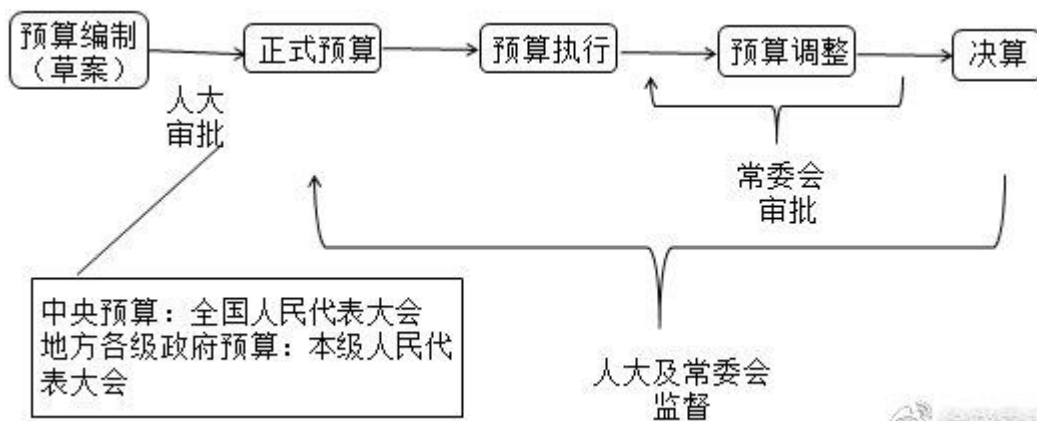 预算编制
（草案）
正式预算
预算执行
预算调整
决算
人大
审批
常委会
审批
中央预算：全国人民代表大会
地方各级政府预算：本级人民代
表大会
人大及常委会
监督